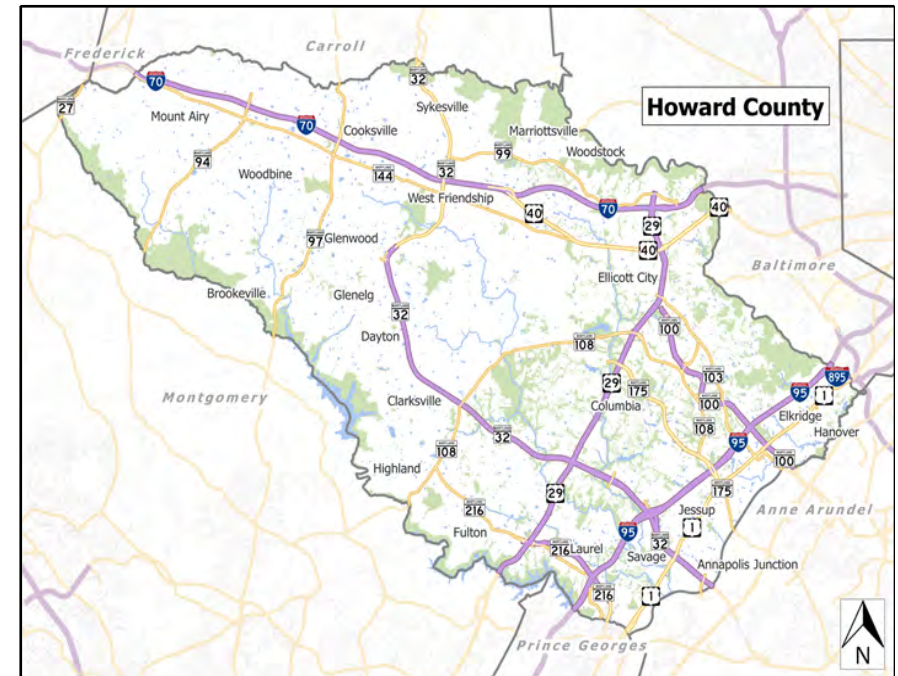 Frederick
Carroll
70
32
27
Sykesville
Howard County
Mount Airy
70
Cooksville
Marriottsville
94
99
Woodstock
Woodbine
144
32
West Friendship
40
70
40
29
97
Glenwood
40
Baltimore
Ellicott City
Brookeville
Glenelg
32
100
Dayton
108
103
895
Montgomery
29
175
95
1
Clarksville
Columbia
100
Elkridge
108
32
108
95
Hanover
Highland
100
29
175
216
Jessup
Anne Arundel
Fulton
95
1
216
Laurel
32
Savage
Annapolis Junction
216
1
Prince Georges
N